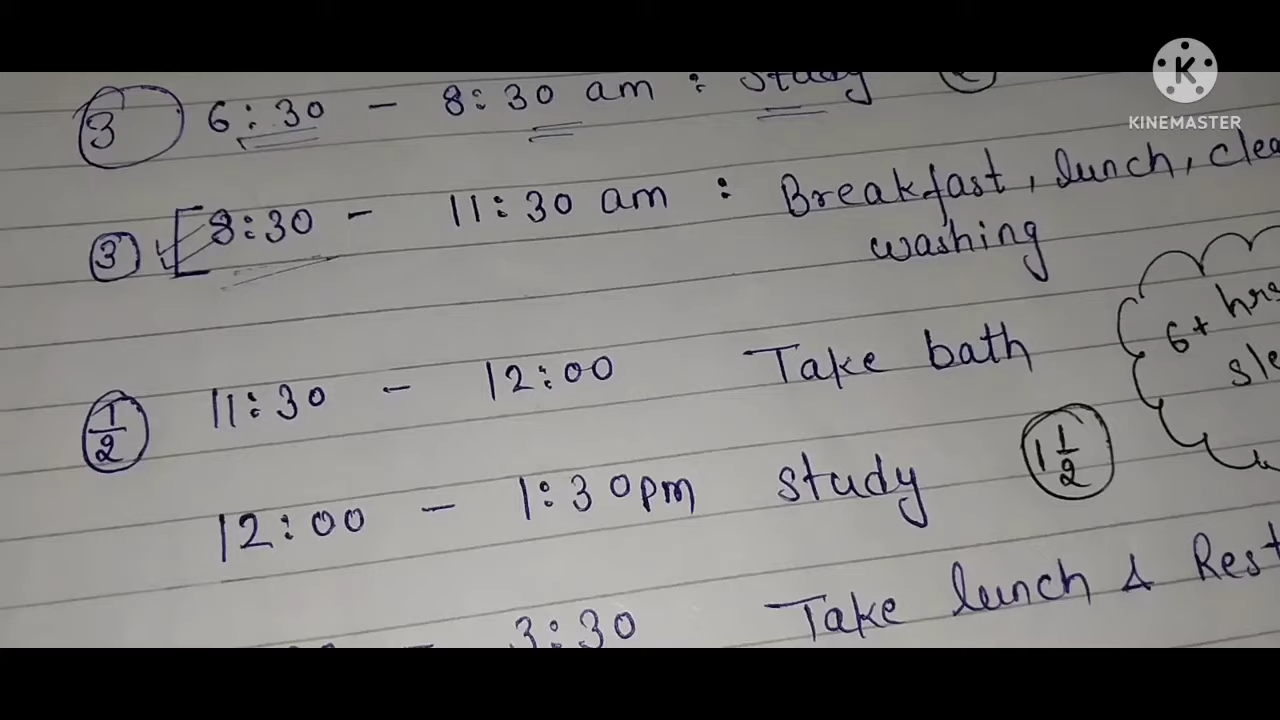 K
KINEMASTER
3 6:30 - 8:30 am : study
3 8:30 - 11:30 am : Breakfast, lunch,
washing
6+ hrs
1/2 11:30 - 12:00 Take bath
12:00 - 1:30pm study 1 1/2
- 3:30 Take lunch & Rest